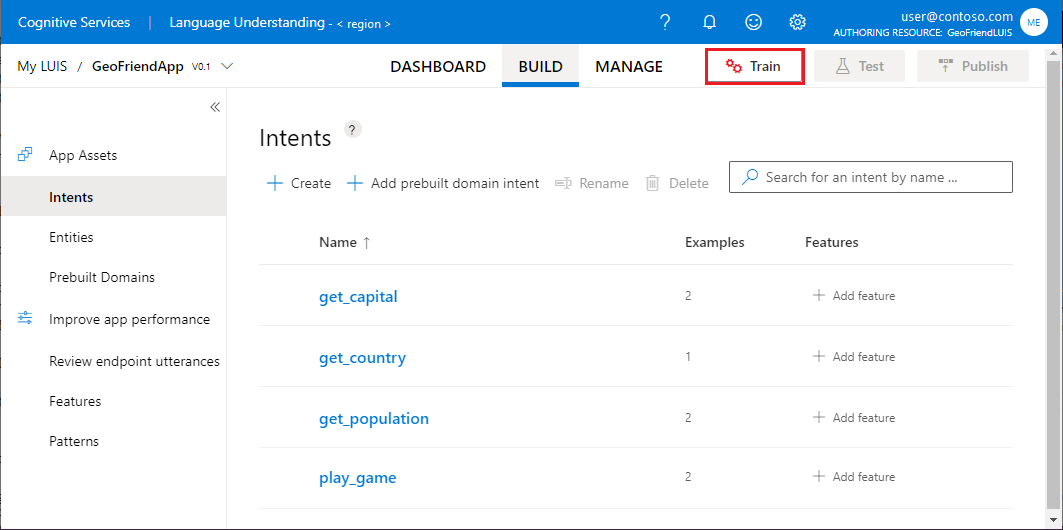 Cognitive Services | Language Understanding - < region > ? user@contoso.com ME
AUTHORING RESOURCE: GeoFriendLUIS
My LUIS / GeoFriendApp V0.1 DASHBOARD BUILD MANAGE Train Test Publish
«
Intents ?
App Assets
+ Create + Add prebuilt domain intent Rename Delete Search for an intent by name ...
Intents
Entities
Name ↑ Examples Features
Prebuilt Domains
get_capital 2 + Add feature
Improve app performance
get_country 1 + Add feature
Review endpoint utterances
Features
get_population 2 + Add feature
Patterns
play_game 2 + Add feature